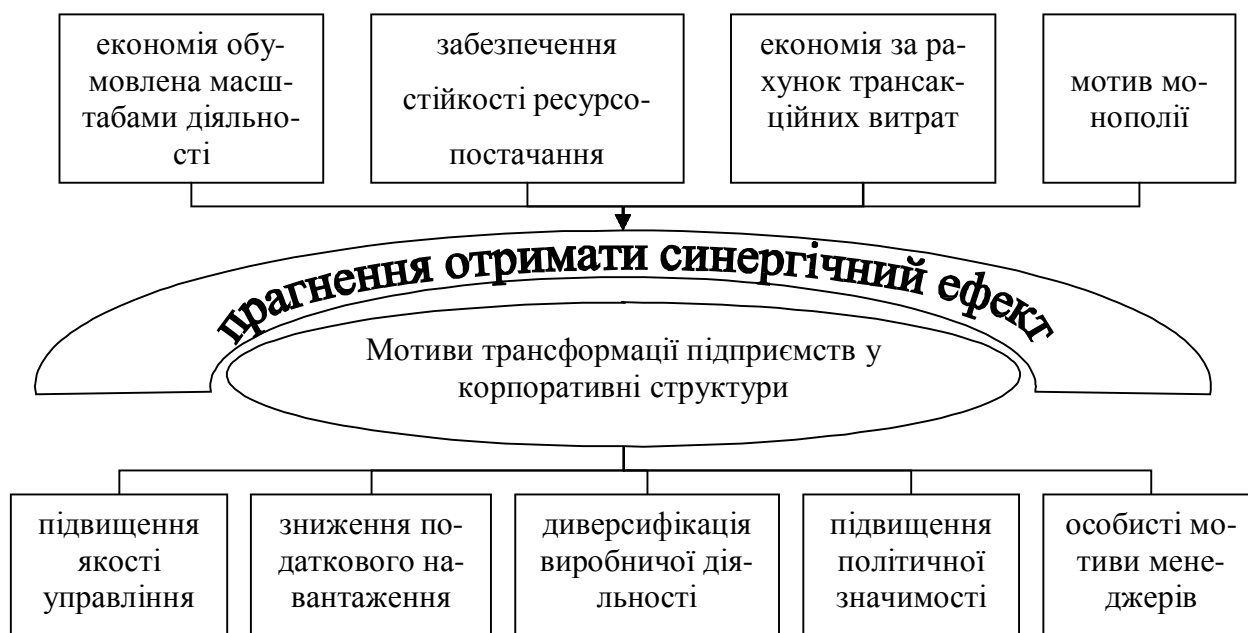 економія обу-
мовлена масш-
табами діяльно-
сті
забезпечення
стійкості ресурсо-
постачання
економія за ра-
хунок трансак-
ційних витрат
мотив мо-
нополії
прагнення отримати синергічний ефект
Мотиви трансформації підприємств у
корпоративні структури
підвищення
якості
управління
зниження по-
даткового на-
вантаження
диверсифікація
виробничої дія-
льності
підвищення
політичної
значимості
особисті мо-
тиви мене-
джерів